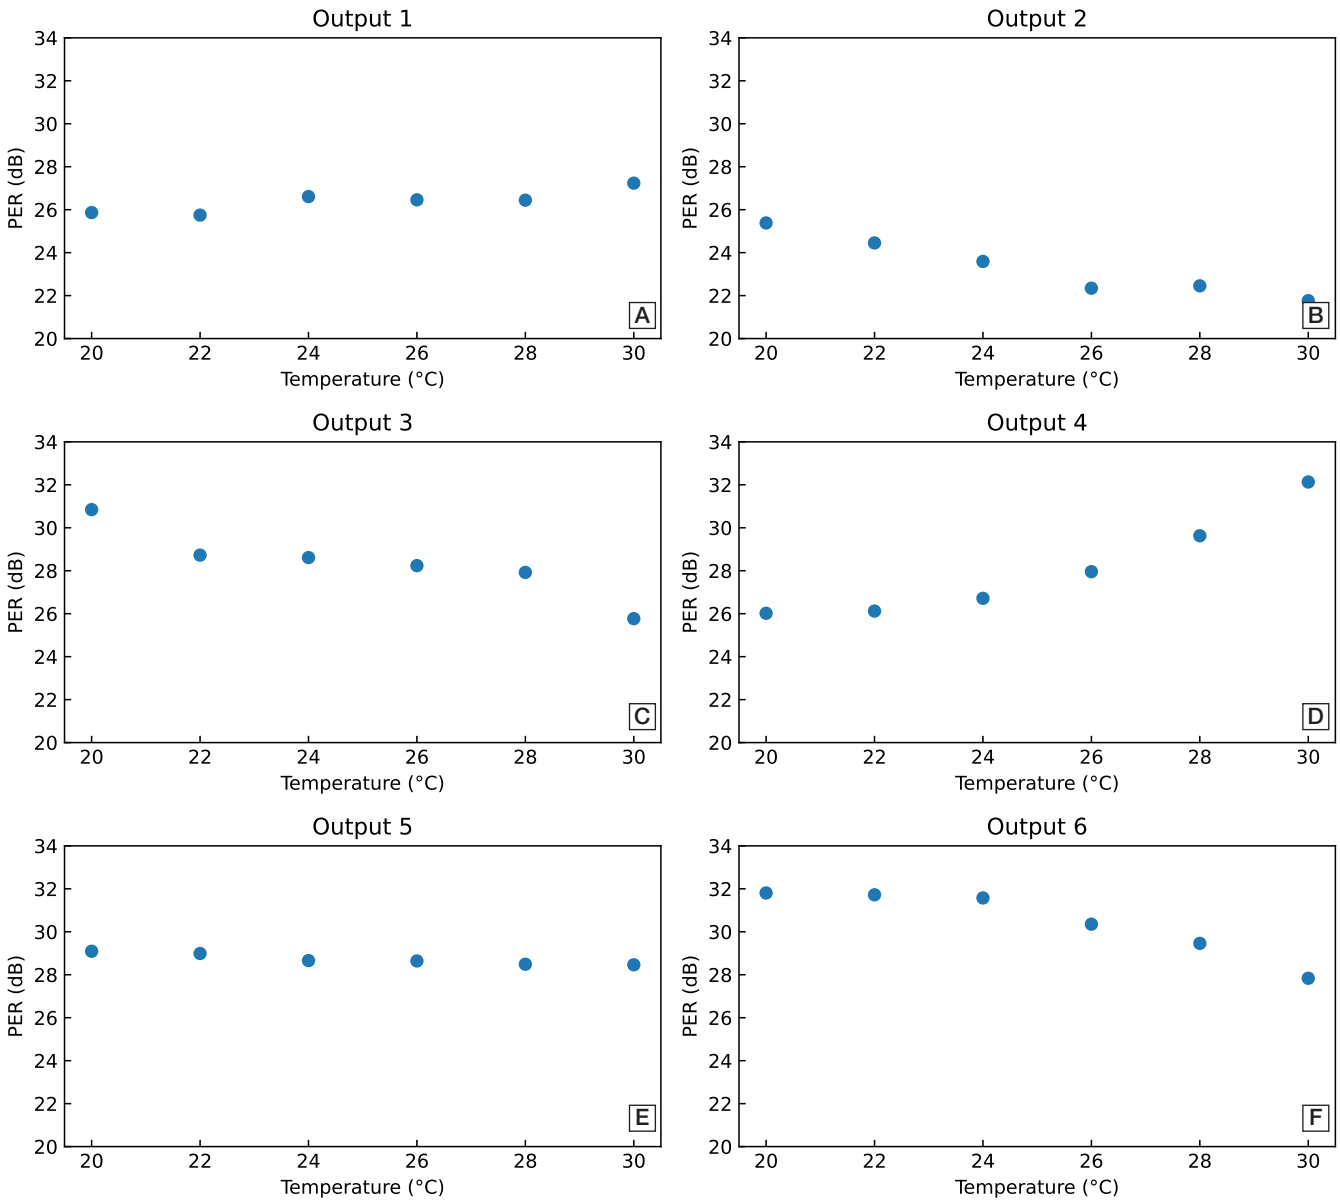 Output 1
34
32
30
28
26
24
22
20
PER (dB)
A
20 22 24 26 28 30
Temperature (°C)
Output 2
34
32
30
28
26
24
22
20
PER (dB)
B
20 22 24 26 28 30
Temperature (°C)
Output 3
34
32
30
28
26
24
22
20
PER (dB)
C
20 22 24 26 28 30
Temperature (°C)
Output 4
34
32
30
28
26
24
22
20
PER (dB)
D
20 22 24 26 28 30
Temperature (°C)
Output 5
34
32
30
28
26
24
22
20
PER (dB)
E
20 22 24 26 28 30
Temperature (°C)
Output 6
34
32
30
28
26
24
22
20
PER (dB)
F
20 22 24 26 28 30
Temperature (°C)